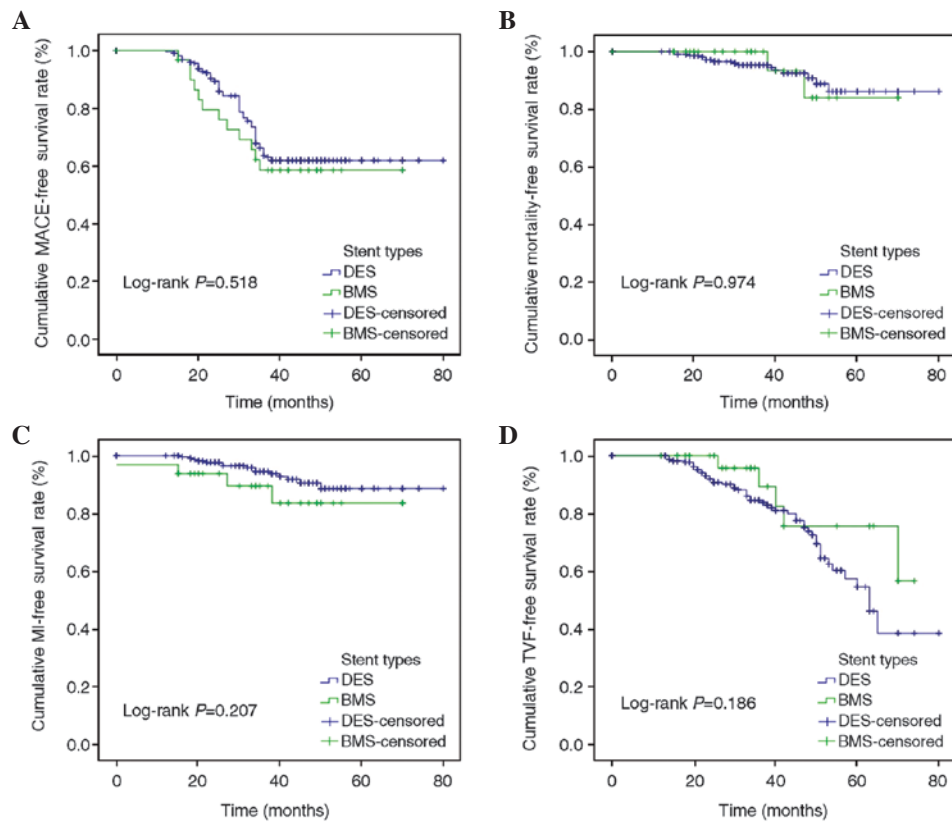 A
Cumulative MACE-free survival rate (%)
1.0
0.8
0.6
0.4
0.2
0.0
Stent types
DES
BMS
DES-censored
BMS-censored
Log-rank P=0.518
0 20 40 60 80
Time (months)
B
Cumulative mortality-free survival rate (%)
1.0
0.8
0.6
0.4
0.2
0.0
Stent types
DES
BMS
DES-censored
BMS-censored
Log-rank P=0.974
0 20 40 60 80
Time (months)
C
Cumulative MI-free survival rate (%)
1.0
0.8
0.6
0.4
0.2
0.0
Stent types
DES
BMS
DES-censored
BMS-censored
Log-rank P=0.207
0 20 40 60 80
Time (months)
D
Cumulative TVF-free survival rate (%)
1.0
0.8
0.6
0.4
0.2
0.0
Stent types
DES
BMS
DES-censored
BMS-censored
Log-rank P=0.186
0 20 40 60 80
Time (months)